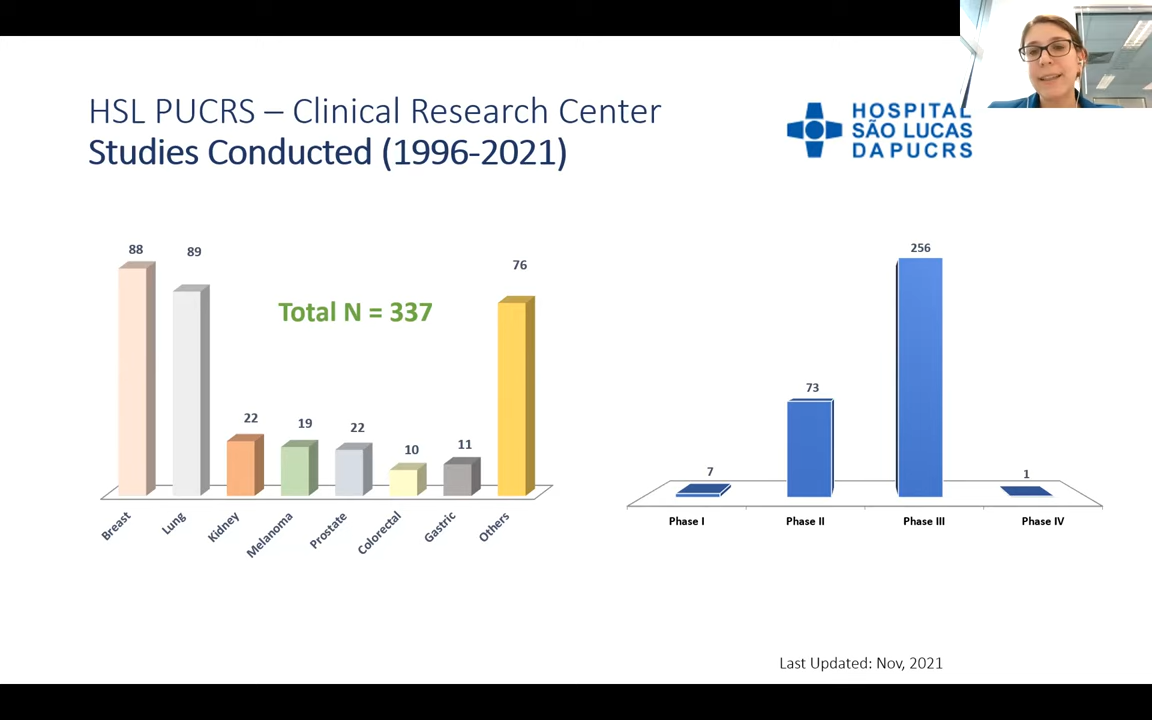 HSL PUCRS – Clinical Research Center
Studies Conducted (1996-2021)
HOSPITAL
SÃO LUCAS
DA PUCRS
88
89
22
19
22
10
11
76
Total N = 337
Breast
Lung
Kidney
Melanoma
Prostate
Colorectal
Gastric
Others
7
73
256
1
Phase I
Phase II
Phase III
Phase IV
Last Updated: Nov, 2021